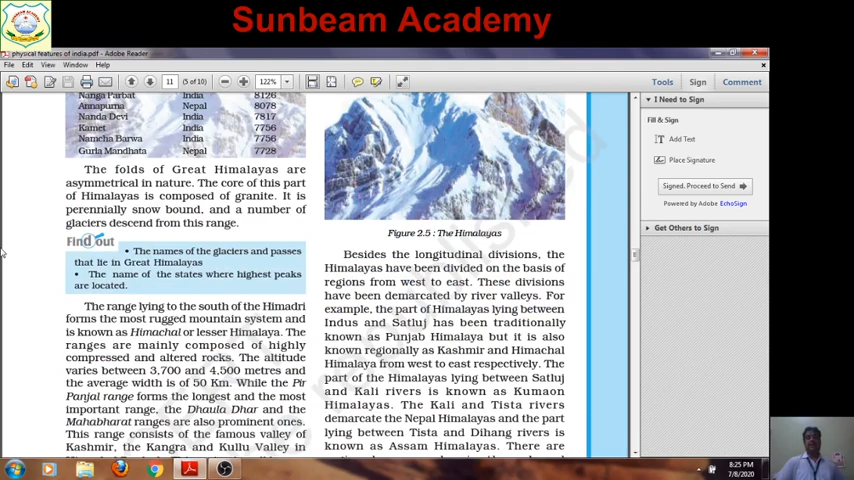 Sunbeam Academy
physical features of india.pdf - Adobe Reader
File Edit View Window Help
11 (5 of 10) 122% Tools Sign Comment
Nanga Parbat India 8126
Annapurna Nepal 8078
Nanda Devi India 7817
Kamet India 7756
Namcha Barwa India 7756
Gurla Mandhata Nepal 7728
The folds of Great Himalayas are
asymmetrical in nature. The core of this part
of Himalayas is composed of granite. It is
perennially snow bound, and a number of
glaciers descend from this range.
Find out
• The names of the glaciers and passes
that lie in Great Himalayas
• The name of the states where highest peaks
are located.
The range lying to the south of the Himadri
forms the most rugged mountain system and
is known as Himachal or lesser Himalaya. The
ranges are mainly composed of highly
compressed and altered rocks. The altitude
varies between 3,700 and 4,500 metres and
the average width is of 50 Km. While the Pir
Panjal range forms the longest and the most
important range, the Dhaula Dhar and the
Mahabharat ranges are also prominent ones.
This range consists of the famous valley of
Kashmir, the Kangra and Kullu Valley in
Figure 2.5 : The Himalayas
Besides the longitudinal divisions, the
Himalayas have been divided on the basis of
regions from west to east. These divisions
have been demarcated by river valleys. For
example, the part of Himalayas lying between
Indus and Satluj has been traditionally
known as Punjab Himalaya but it is also
known regionally as Kashmir and Himachal
Himalaya from west to east respectively. The
part of the Himalayas lying between Satluj
and Kali rivers is known as Kumaon
Himalayas. The Kali and Tista rivers
demarcate the Nepal Himalayas and the part
lying between Tista and Dihang rivers is
known as Assam Himalayas. There are
I Need to Sign
Fill & Sign
Add Text
Place Signature
Signed. Proceed to Send
Powered by Adobe EchoSign
Get Others to Sign
8:25 PM
7/8/2020